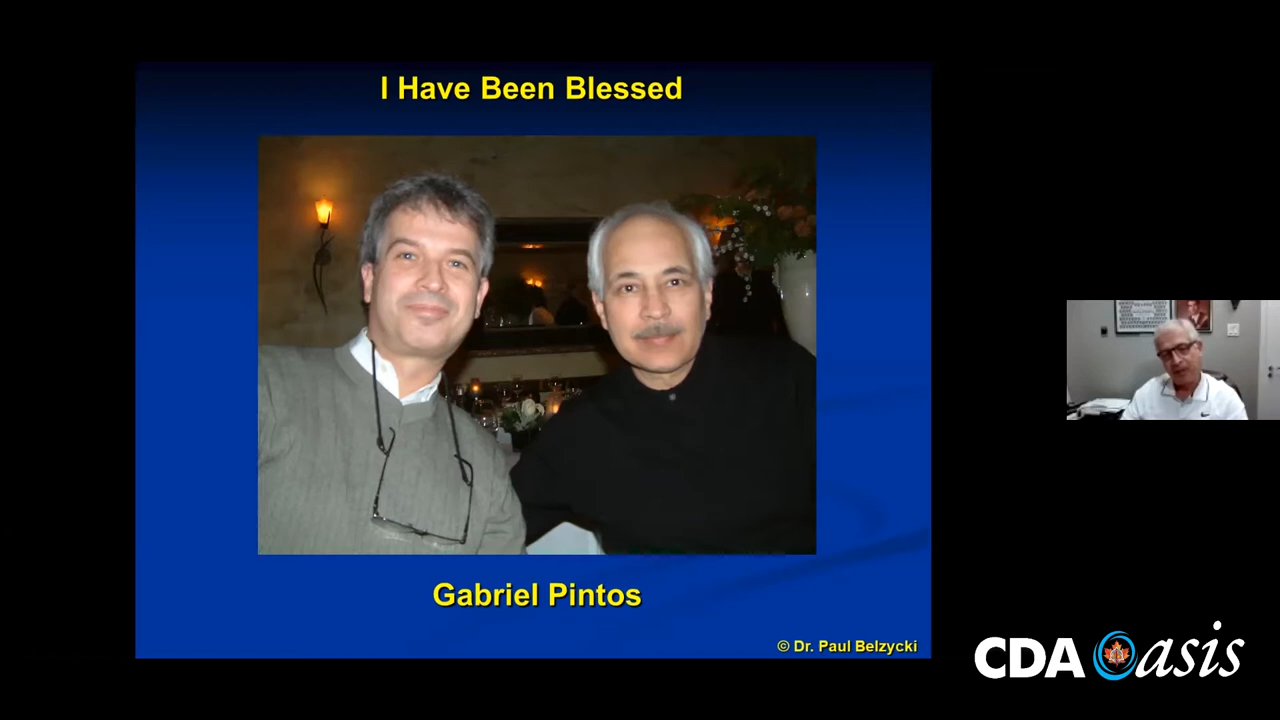 I Have Been Blessed
Gabriel Pintos
© Dr. Paul Belzycki
CDA Oasis